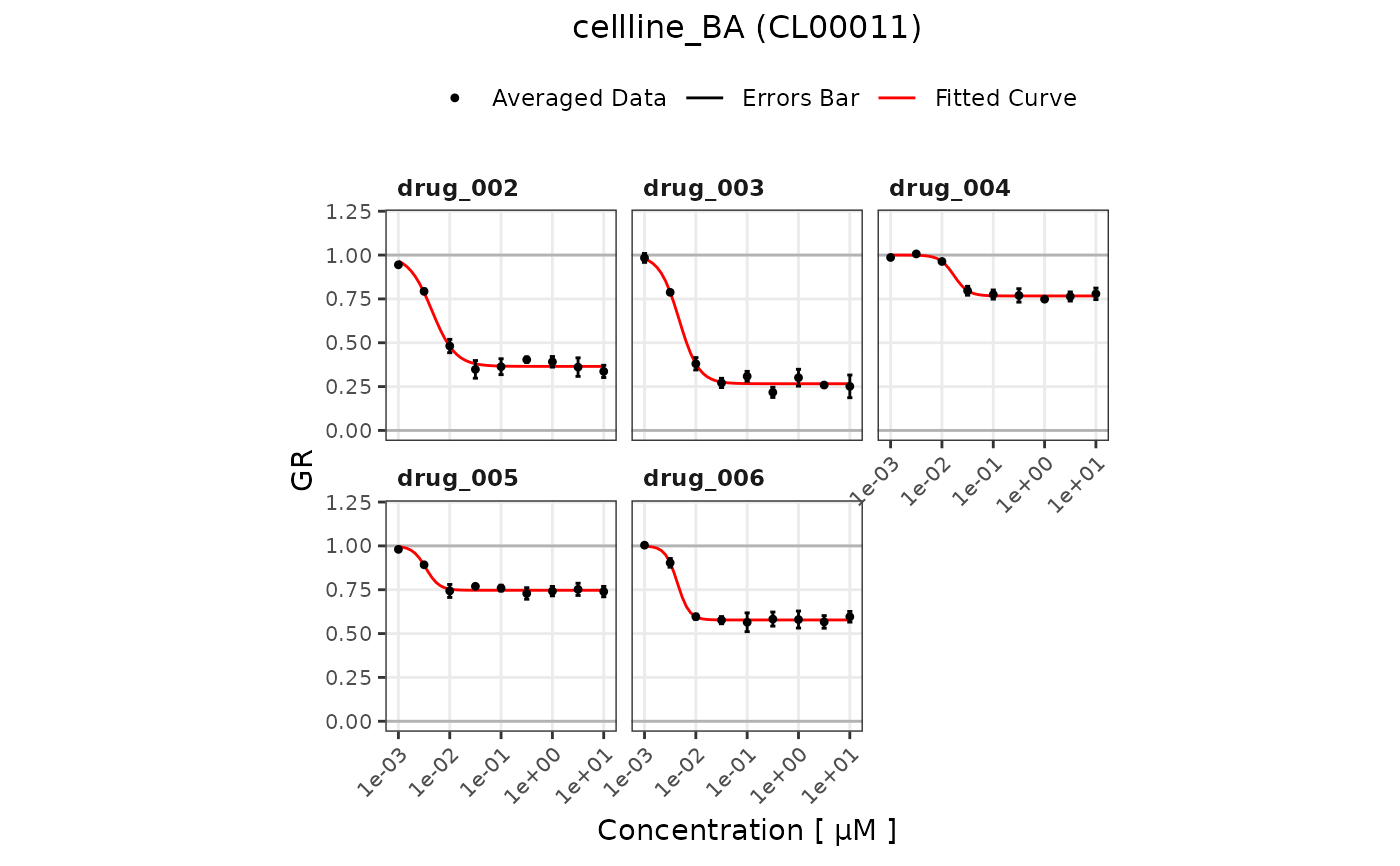 cellline_BA (CL00011)
Averaged Data Errors Bar Fitted Curve
drug_002 drug_003 drug_004
1.25
1.00
0.75
0.50
0.25
0.00
1e-03 1e-02 1e-01 1e+00 1e+01
GR
drug_005 drug_006
1.25
1.00
0.75
0.50
0.25
0.00
1e-03 1e-02 1e-01 1e+00 1e+01 1e-03 1e-02 1e-01 1e+00 1e+01
Concentration [ µM ]